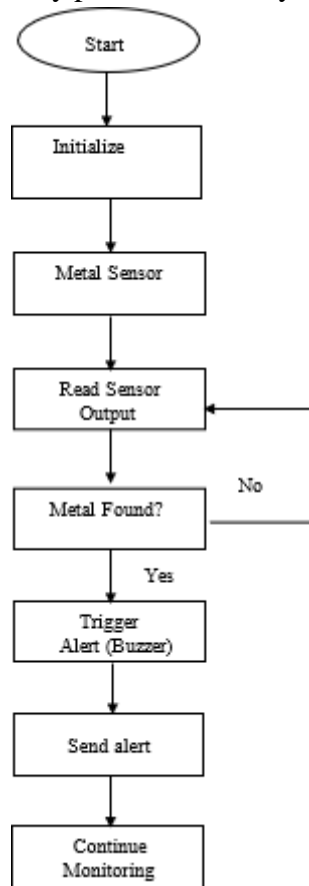 Start
Initialize
Metal Sensor
Read Sensor
Output
Metal Found?
No
Yes
Trigger
Alert (Buzzer)
Send alert
Continue
Monitoring